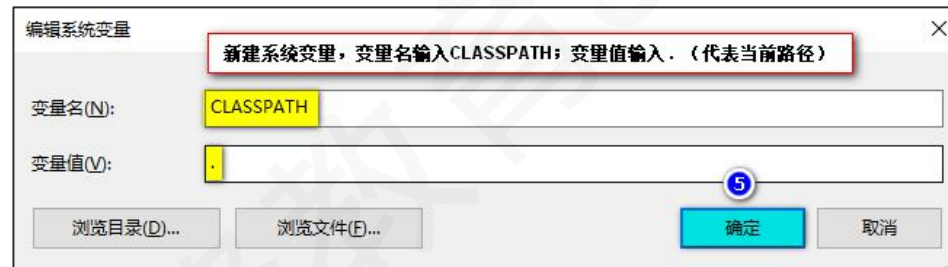 编辑系统变量
新建系统变量，变量名输入CLASSPATH；变量值输入．（代表当前路径）
变量名(N):
CLASSPATH
变量值(V):
.
5
浏览目录(D)...
浏览文件(F)...
确定
取消